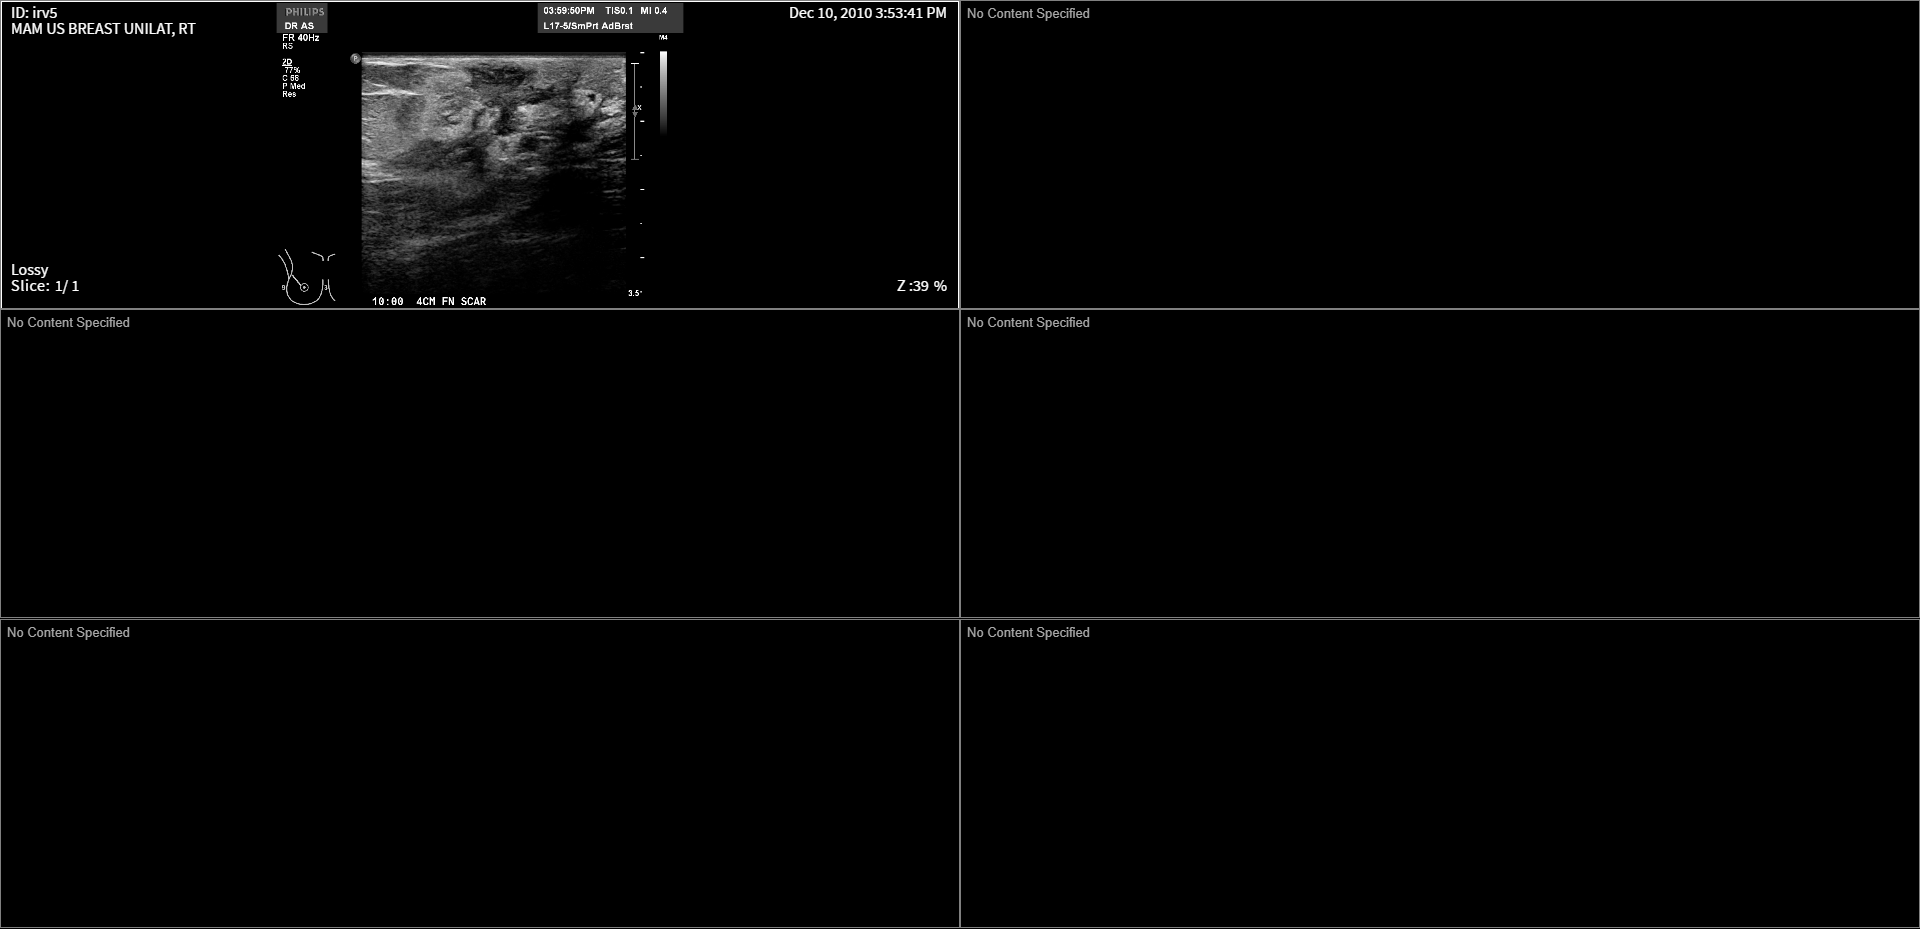 ID: irv5
MAM US BREAST UNILAT, RT
PHILIPS
DR AS
03:59:50PM TIS0.1 MI 0.4
L17-5/SmPrt AdBrst
Dec 10, 2010 3:53:41 PM
FR 40Hz
RS
2D
77%
C 56
P Med
Res
M4
P
X
Lossy
Slice: 1/ 1
9
3
3.5
10:00 4CM FN SCAR
Z :39 %
No Content Specified
No Content Specified
No Content Specified
No Content Specified
No Content Specified